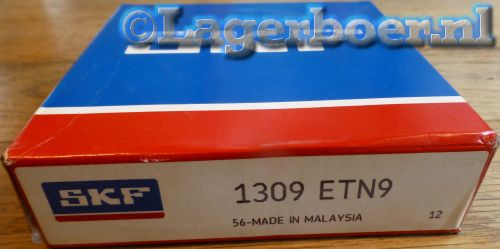 ©Lagerboer.nl
SKF
1309 ETN9
56-MADE IN MALAYSIA
12